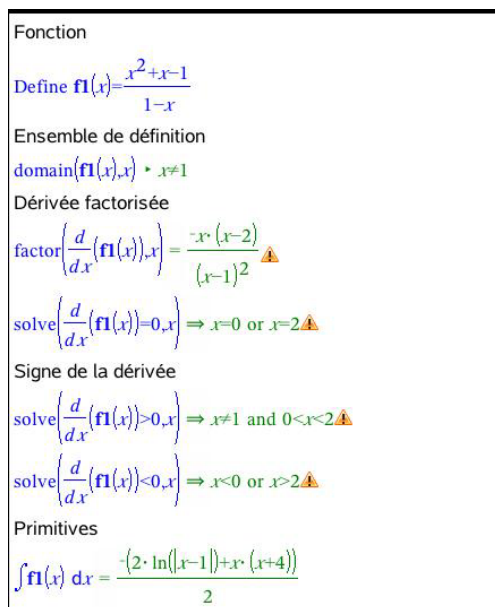 Fonction
Define f1(x)=(x²+x−1)/(1−x)
Ensemble de définition
domain(f1(x),x) ▸ x≠1
Dérivée factorisée
factor(d/dx(f1(x)),x) = -x·(x−2)/(x−1)²
solve(d/dx(f1(x))=0,x) ⇒ x=0 or x=2
Signe de la dérivée
solve(d/dx(f1(x))>0,x) ⇒ x≠1 and 0<x<2
solve(d/dx(f1(x))<0,x) ⇒ x<0 or x>2
Primitives
∫f1(x) dx = -(2·ln(|x−1|)+x·(x+4))/2